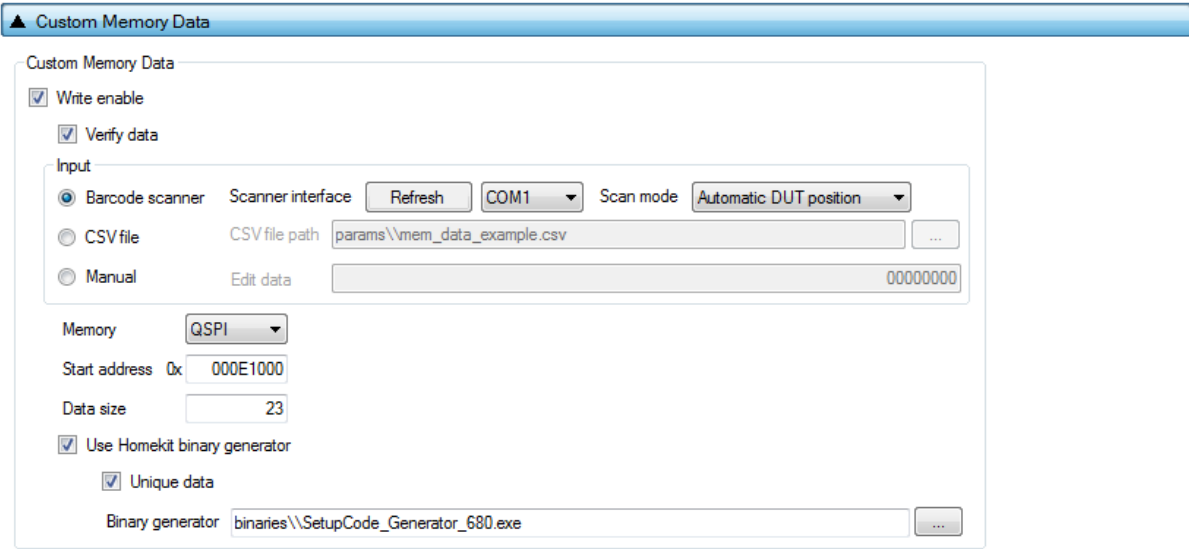 ▲ Custom Memory Data
Custom Memory Data
Write enable
Verify data
Input
Barcode scanner Scanner interface Refresh COM1 Scan mode Automatic DUT position
CSV file CSV file path params\\mem_data_example.csv ...
Manual Edit data 00000000
Memory QSPI
Start address 0x 000E1000
Data size 23
Use Homekit binary generator
Unique data
Binary generator binaries\\SetupCode_Generator_680.exe ...